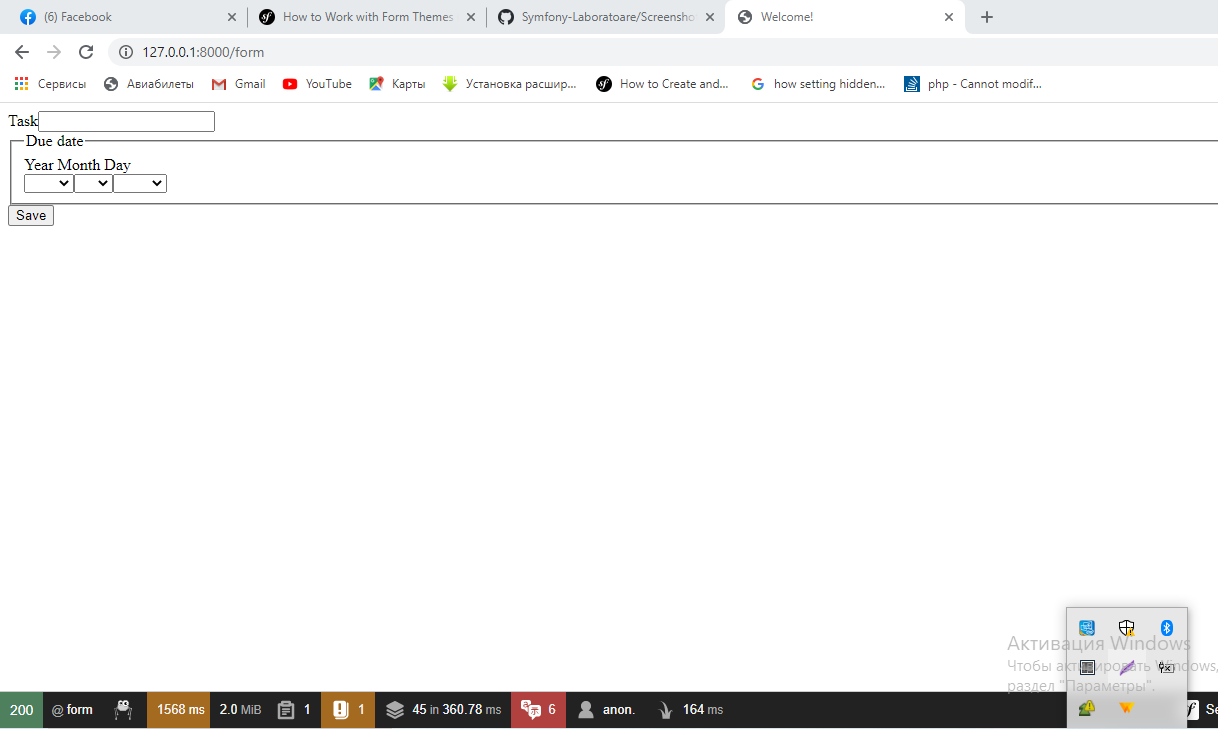 (6) Facebook How to Work with Form Themes Symfony-Laboratoare/Screensho Welcome!
127.0.0.1:8000/form
Сервисы Авиабилеты Gmail YouTube Карты Установка расшир... How to Create and... how setting hidden... php - Cannot modif...
Task
Due date
Year Month Day
Save
Активация Windows
Чтобы активировать Windows,
раздел "Параметры".
200 @ form 1568 ms 2.0 MiB 1 1 45 in 360.78 ms 6 anon. 164 ms Se